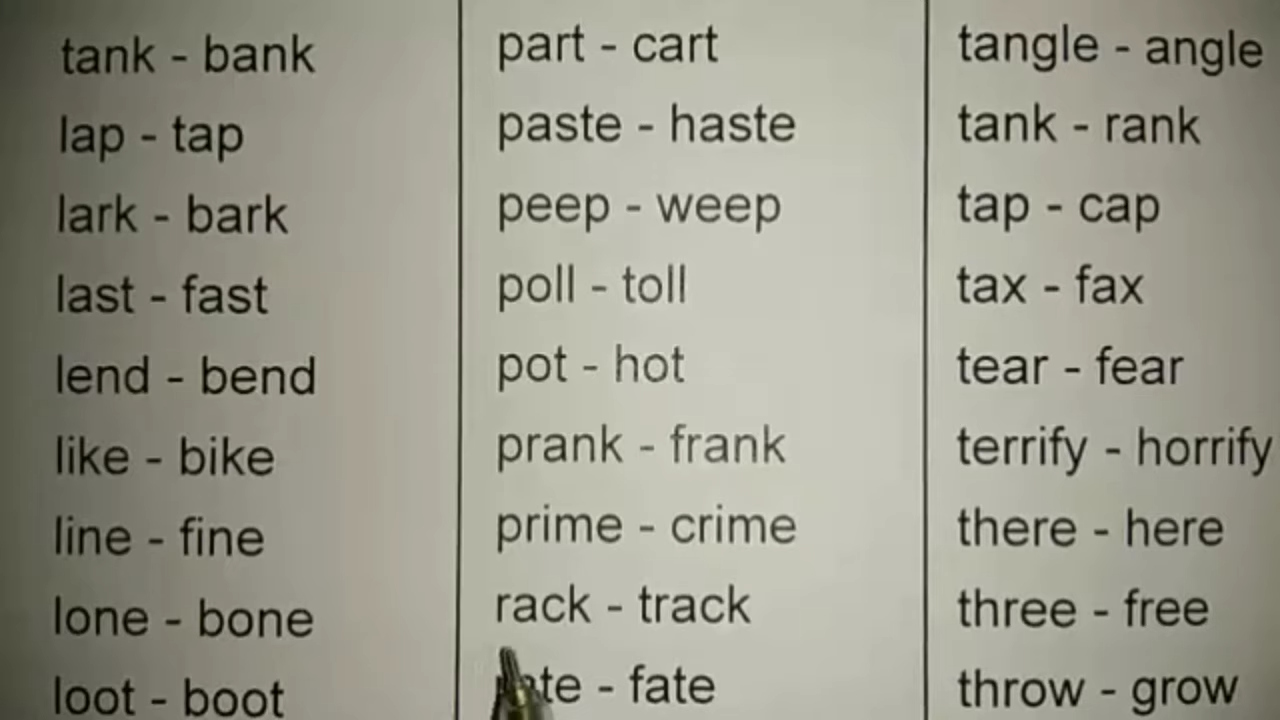 tank - bank
lap - tap
lark - bark
last - fast
lend - bend
like - bike
line - fine
lone - bone
loot - boot
part - cart
paste - haste
peep - weep
poll - toll
pot - hot
prank - frank
prime - crime
rack - track
- fate
tangle - angle
tank - rank
tap - cap
tax - fax
tear - fear
terrify - horrify
there - here
three - free
throw - grow